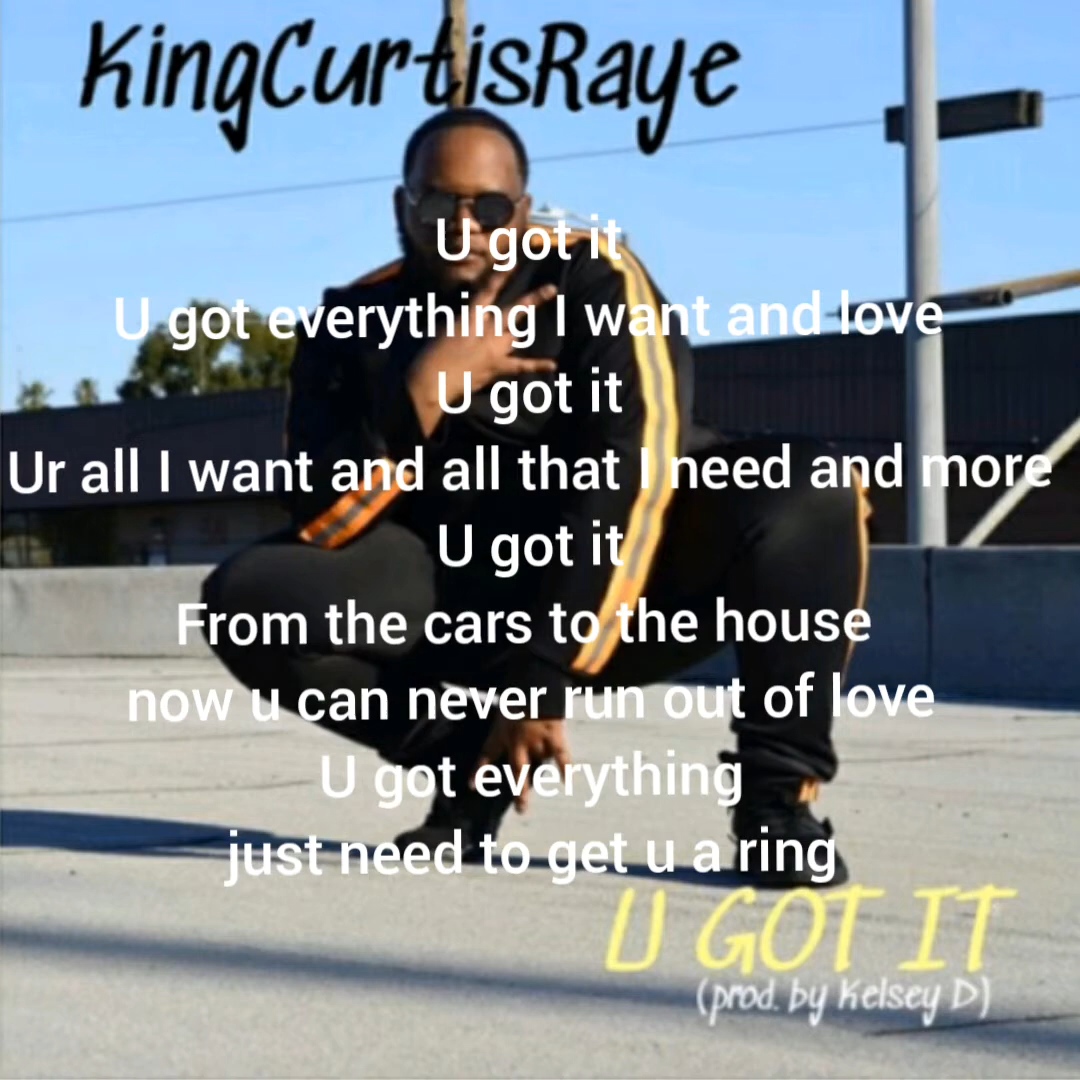 KingCurtisRaye
U got it
U got everything I want and love
U got it
Ur all I want and all that I need and more
U got it
From the cars to the house
now u can never run out of love
U got everything
just need to get u a ring
U GOT IT
(prod. by Kelsey D)